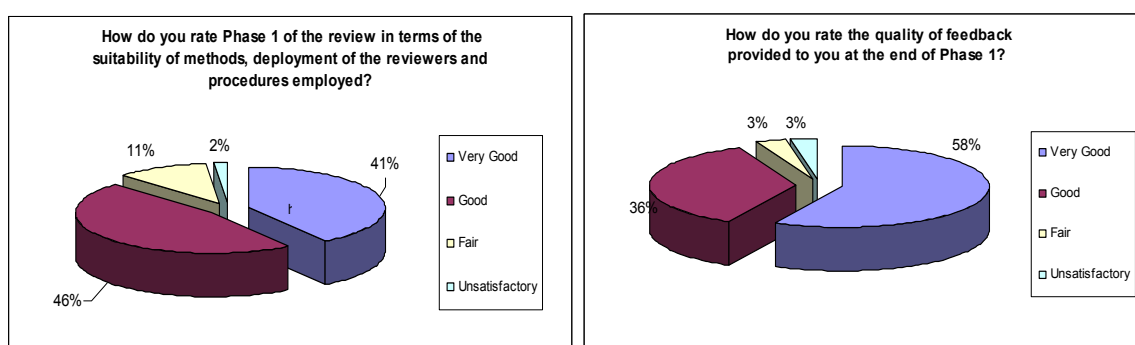 How do you rate Phase 1 of the review in terms of the
suitability of methods, deployment of the reviewers and
procedures employed?
2%
11%
41%
46%
Very Good
Good
Fair
Unsatisfactory
How do you rate the quality of feedback
provided to you at the end of Phase 1?
3%
3%
58%
36%
Very Good
Good
Fair
Unsatisfactory